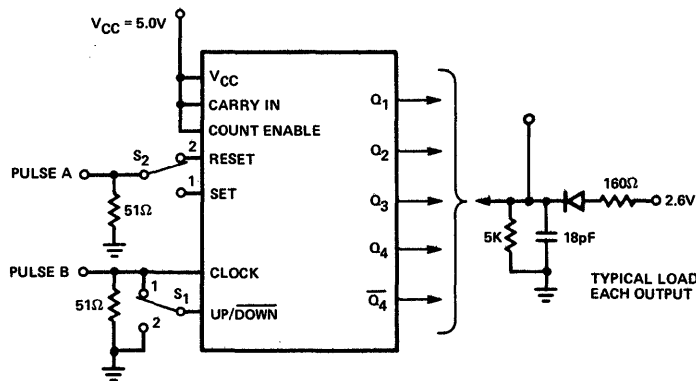 VCC = 5.0V
VCC
CARRY IN
COUNT ENABLE
PULSE A
S2
2
RESET
1
SET
51Ω
PULSE B
CLOCK
51Ω
1
S1
2
UP/DOWN
Q1
Q2
Q3
Q4
Q4
160Ω
2.6V
5K
18pF
TYPICAL LOAD
EACH OUTPUT